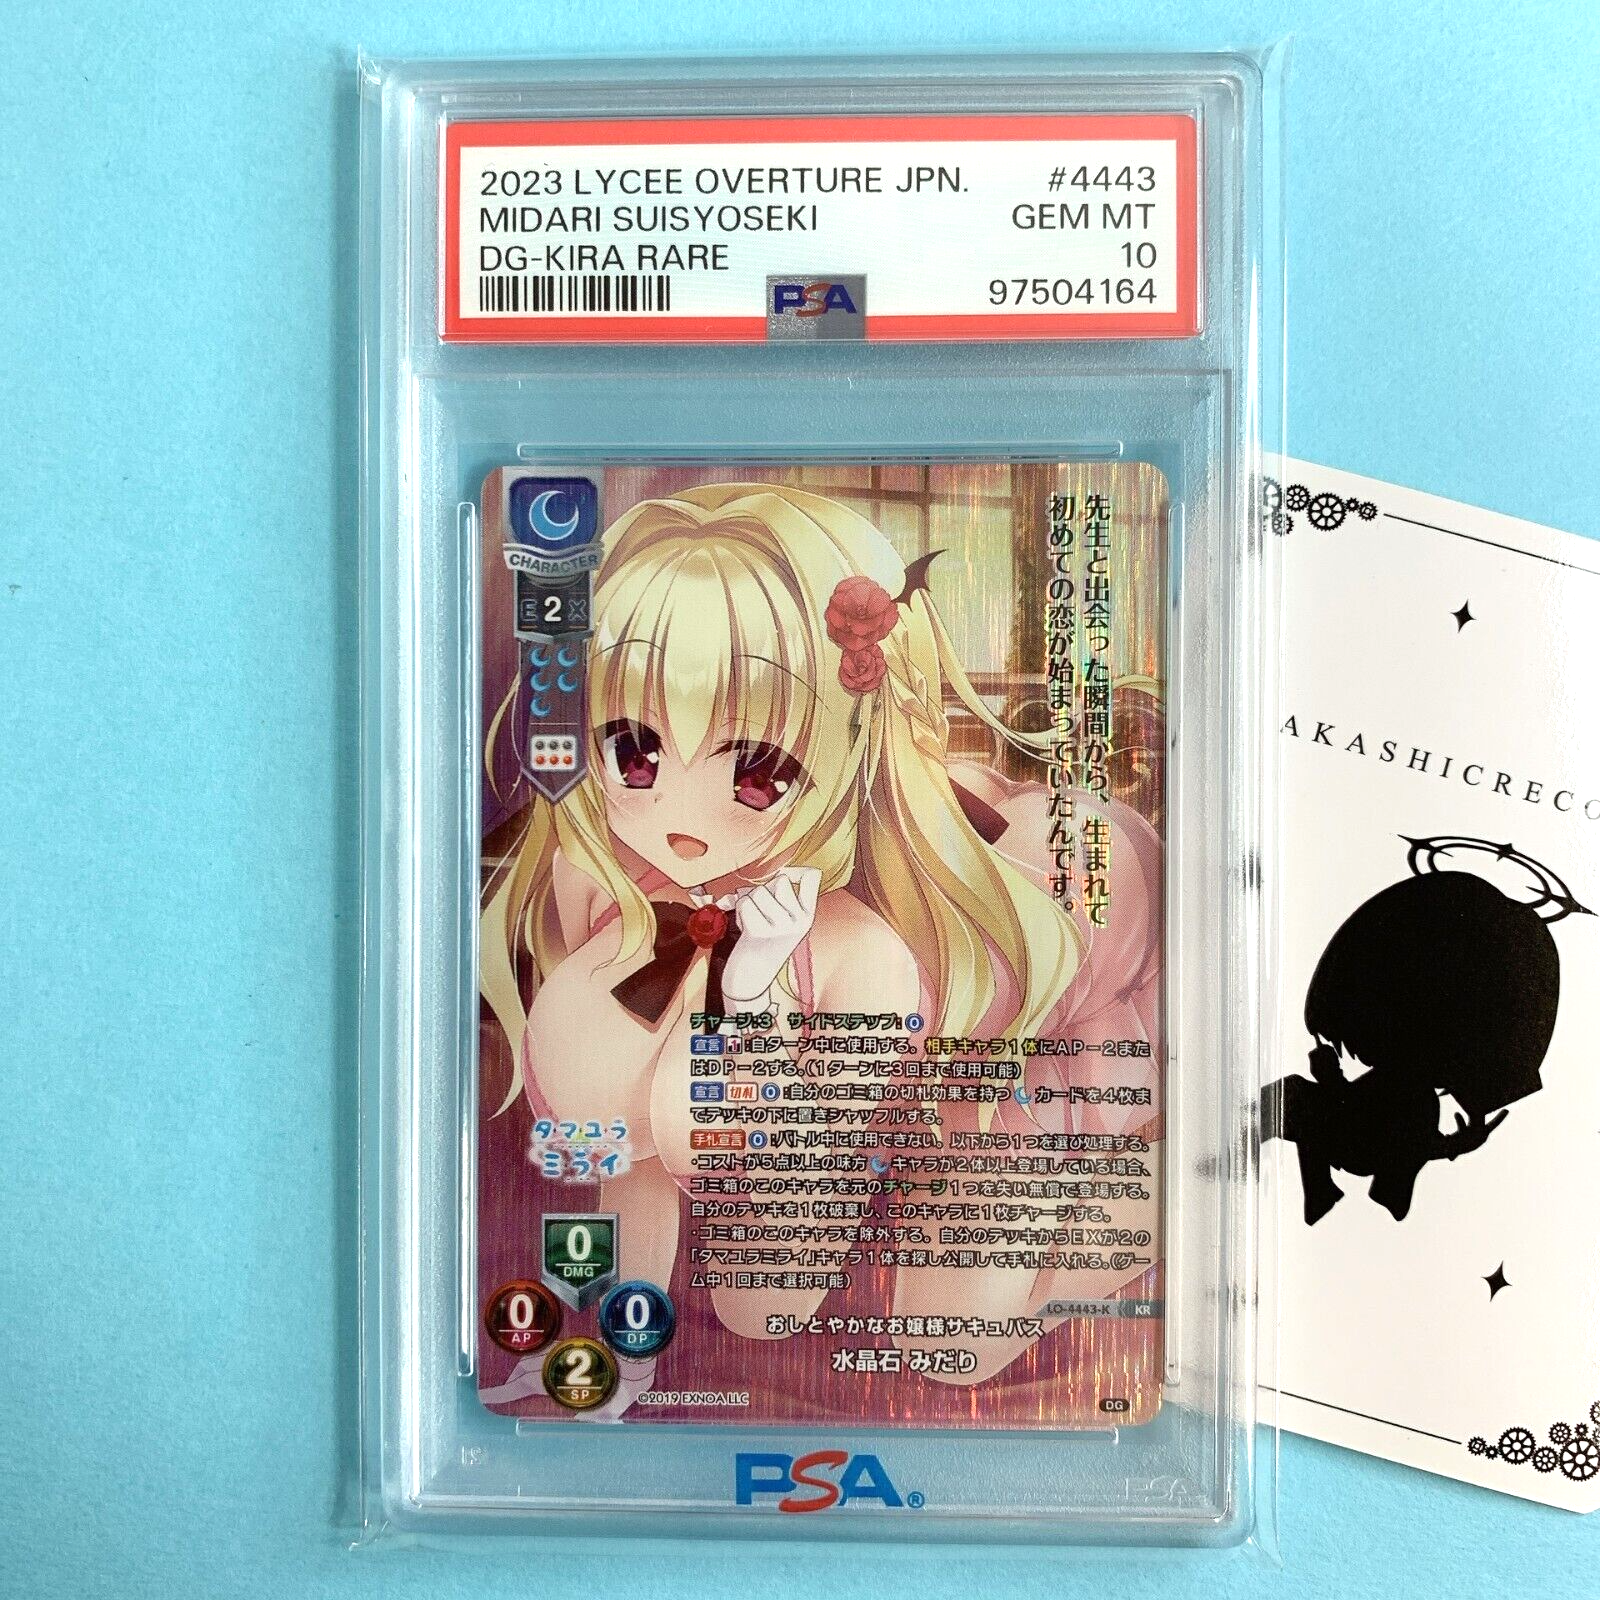 2023 LYCEE OVERTURE JPN. #4443
MIDARI SUISYOSEKI GEM MT
DG-KIRA RARE 10
97504164
PSA
CHARACTER
E 2 X
先生と出会った瞬間から、生まれて
初めての恋が始まっていたんです。
チャージ:3 サイドステップ:0
宣言 1:自ターン中に使用する。相手キャラ1体にAP-2また
はDP-2する。(1ターンに3回まで使用可能)
宣言 切札 0:自分のゴミ箱の切札効果を持つカードを4枚ま
でデッキの下に置きシャッフルする。
手札宣言 0:バトル中に使用できない。以下から1つを選び処理する。
・コストが5点以上の味方キャラが2体以上登場している場合、
ゴミ箱のこのキャラを元のチャージ1つを失い無償で登場する。
自分のデッキを1枚破棄し、このキャラに1枚チャージする。
・ゴミ箱のこのキャラを除外する。自分のデッキからEXが2の
「タマユラミライ」キャラ1体を探し公開して手札に入れる。(ゲー
ム中1回まで選択可能)
タマユラ
ミライ
0
DMG
0
AP
0
DP
2
SP
LO-4443-K KR
おしとやかなお嬢様サキュバス
水晶石 みだり
©2019 EXNOA LLC
DG
PSA®
PSA
AKASHICRECO